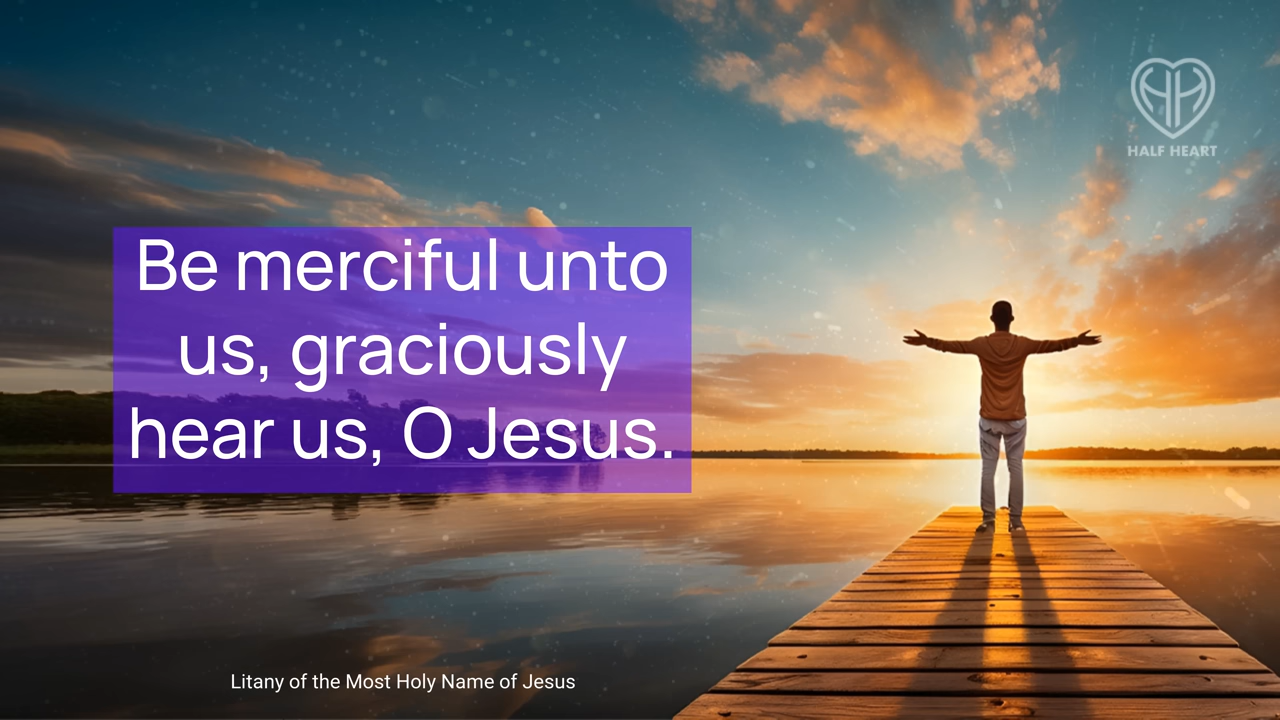 HALF HEART
Be merciful unto
us, graciously
hear us, O Jesus.
Litany of the Most Holy Name of Jesus